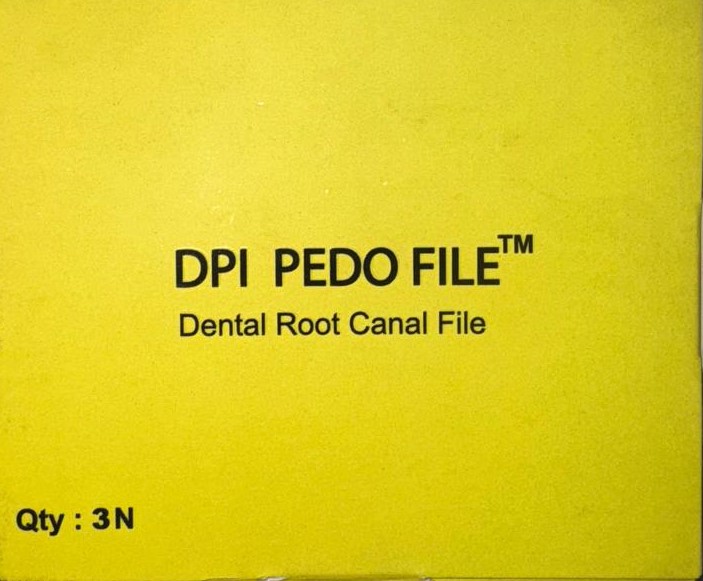 DPI PEDO FILE™
Dental Root Canal File
Qty : 3N